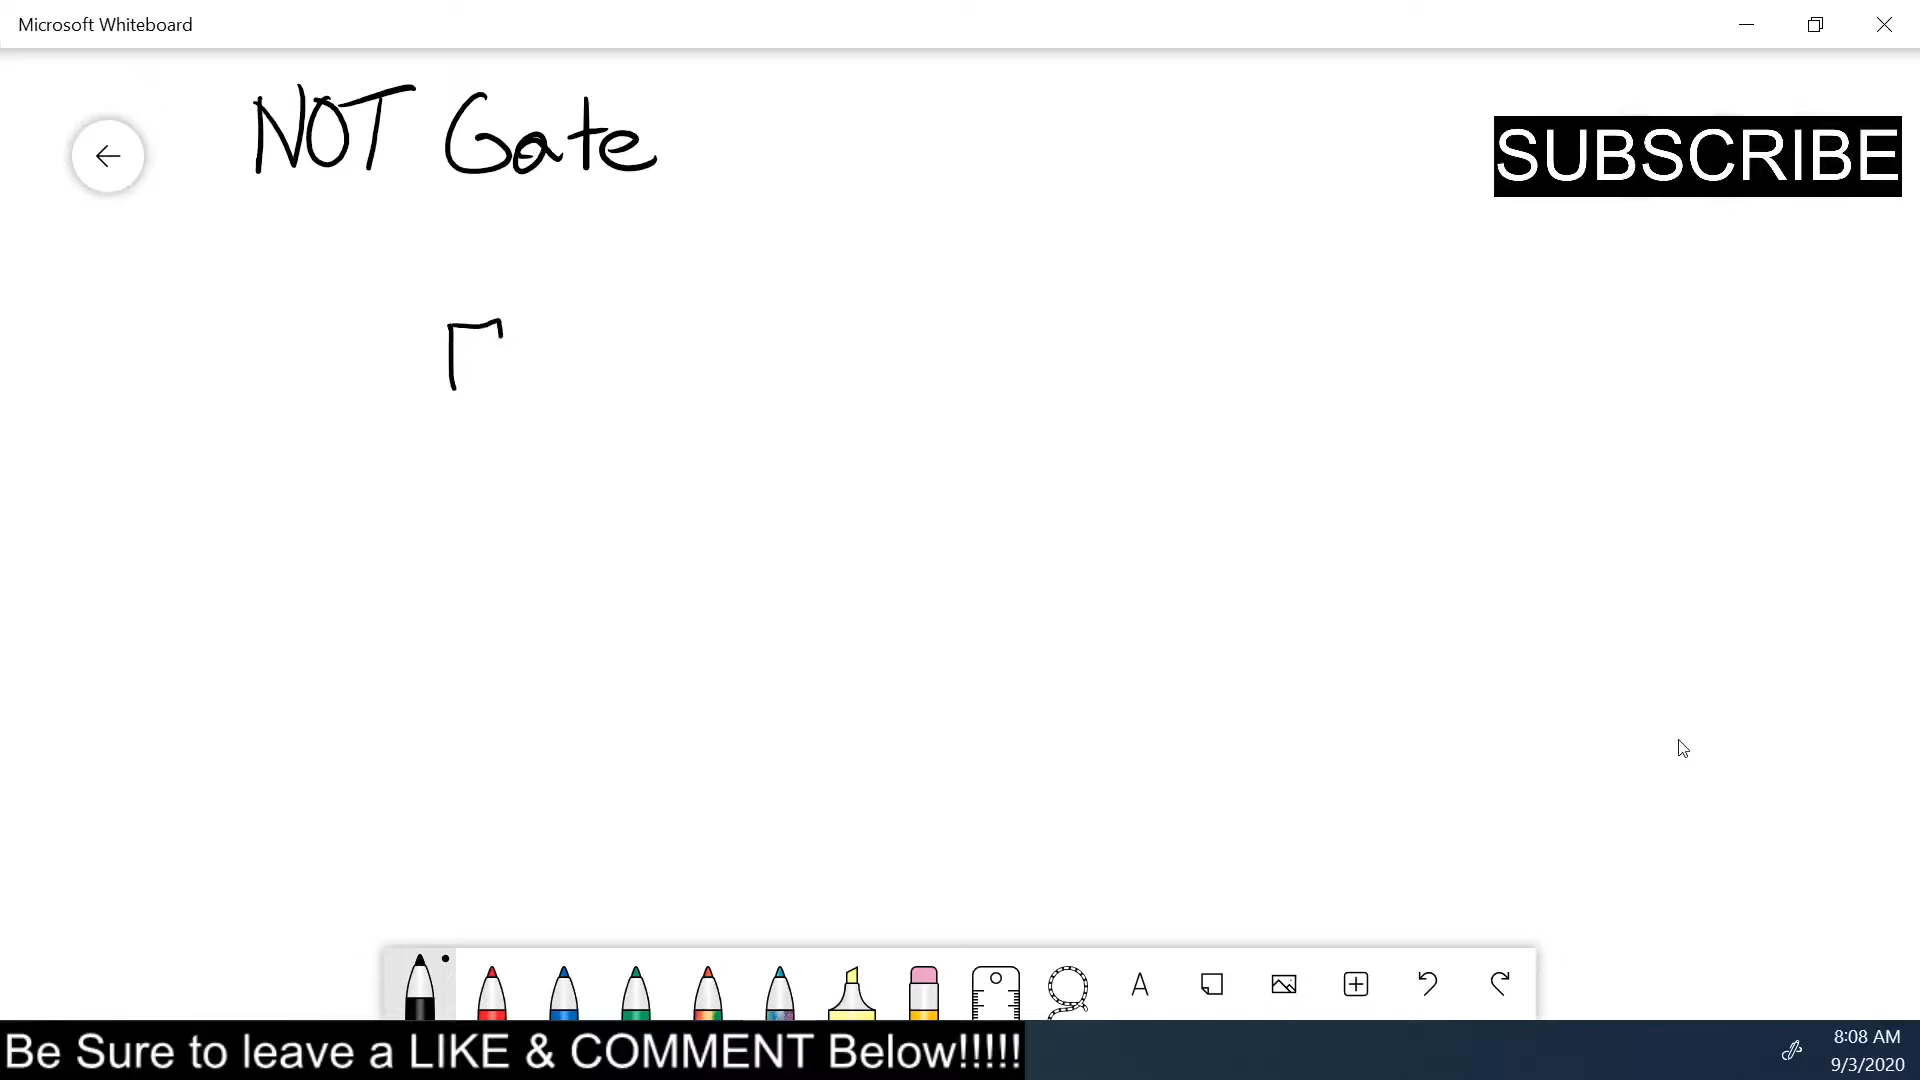 Microsoft Whiteboard
NOT Gate
SUBSCRIBE
Be Sure to leave a LIKE & COMMENT Below!!!!!
8:08 AM
9/3/2020